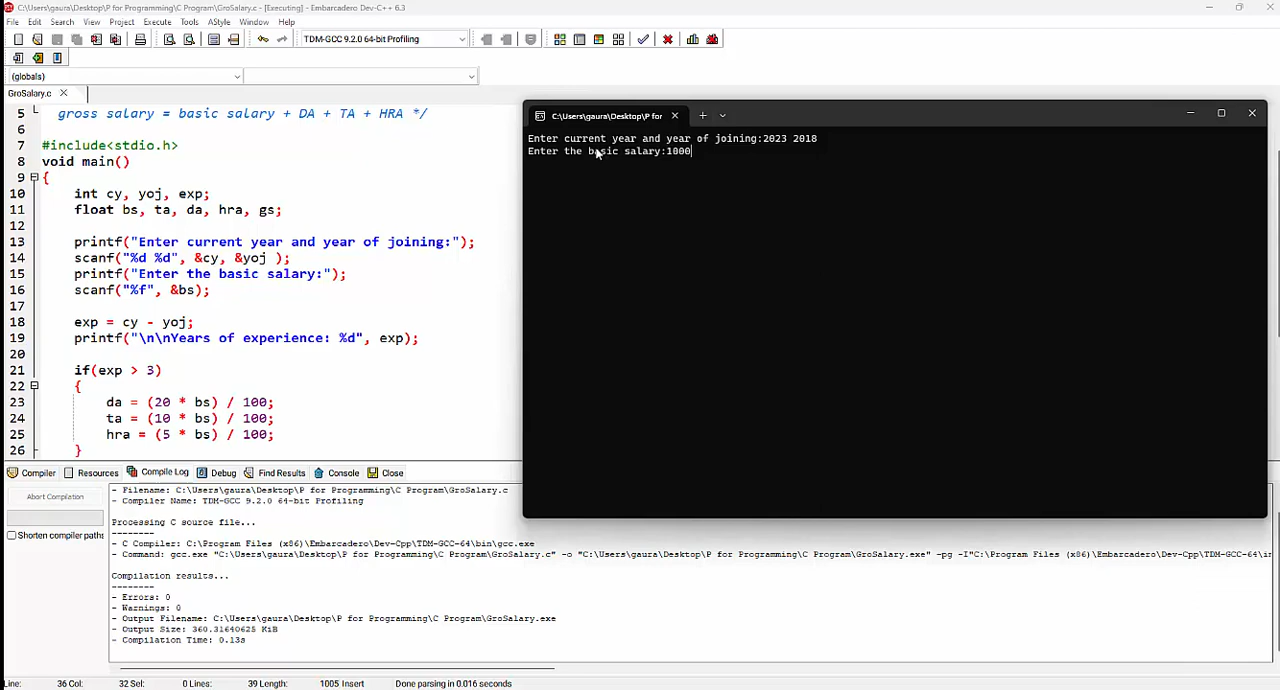 C:\Users\gaura\Desktop\P for Programming\C Program\GroSalary.c - [Executing] - Embarcadero Dev-C++ 6.3
File Edit Search View Project Execute Tools AStyle Window Help
TDM-GCC 9.2.0 64-bit Profiling
(globals)
GroSalary.c
5 gross salary = basic salary + DA + TA + HRA */
6
7 #include<stdio.h>
8 void main()
9 {
10 int cy, yoj, exp;
11 float bs, ta, da, hra, gs;
12
13 printf("Enter current year and year of joining:");
14 scanf("%d %d", &cy, &yoj );
15 printf("Enter the basic salary:");
16 scanf("%f", &bs);
17
18 exp = cy - yoj;
19 printf("\n\nYears of experience: %d", exp);
20
21 if(exp > 3)
22 {
23 da = (20 * bs) / 100;
24 ta = (10 * bs) / 100;
25 hra = (5 * bs) / 100;
26 }
C:\Users\gaura\Desktop\P for
Enter current year and year of joining:2023 2018
Enter the basic salary:1000
Compiler Resources Compile Log Debug Find Results Console Close
Abort Compilation
Shorten compiler paths
- Filename: C:\Users\gaura\Desktop\P for Programming\C Program\GroSalary.c
- Compiler Name: TDM-GCC 9.2.0 64-bit Profiling
Processing C source file...
--------
- C Compiler: C:\Program Files (x86)\Embarcadero\Dev-Cpp\TDM-GCC-64\bin\gcc.exe
- Command: gcc.exe "C:\Users\gaura\Desktop\P for Programming\C Program\GroSalary.c" -o "C:\Users\gaura\Desktop\P for Programming\C Program\GroSalary.exe" -pg -I"C:\Program Files (x86)\Embarcadero\Dev-Cpp\TDM-GCC-64\in
Compilation results...
--------
- Errors: 0
- Warnings: 0
- Output Filename: C:\Users\gaura\Desktop\P for Programming\C Program\GroSalary.exe
- Output Size: 360.31640625 KiB
- Compilation Time: 0.13s
Line: 36 Col: 32 Sel: 0 Lines: 39 Length: 1005 Insert Done parsing in 0.016 seconds